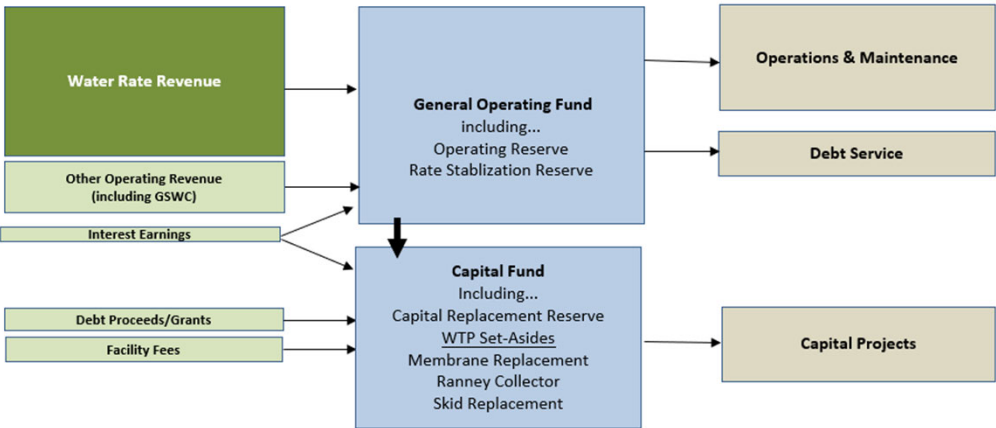 Water Rate Revenue
Other Operating Revenue
(including GSWC)
Interest Earnings
Debt Proceeds/Grants
Facility Fees
General Operating Fund
including...
Operating Reserve
Rate Stablization Reserve
Capital Fund
Including...
Capital Replacement Reserve
WTP Set-Asides
Membrane Replacement
Ranney Collector
Skid Replacement
Operations & Maintenance
Debt Service
Capital Projects